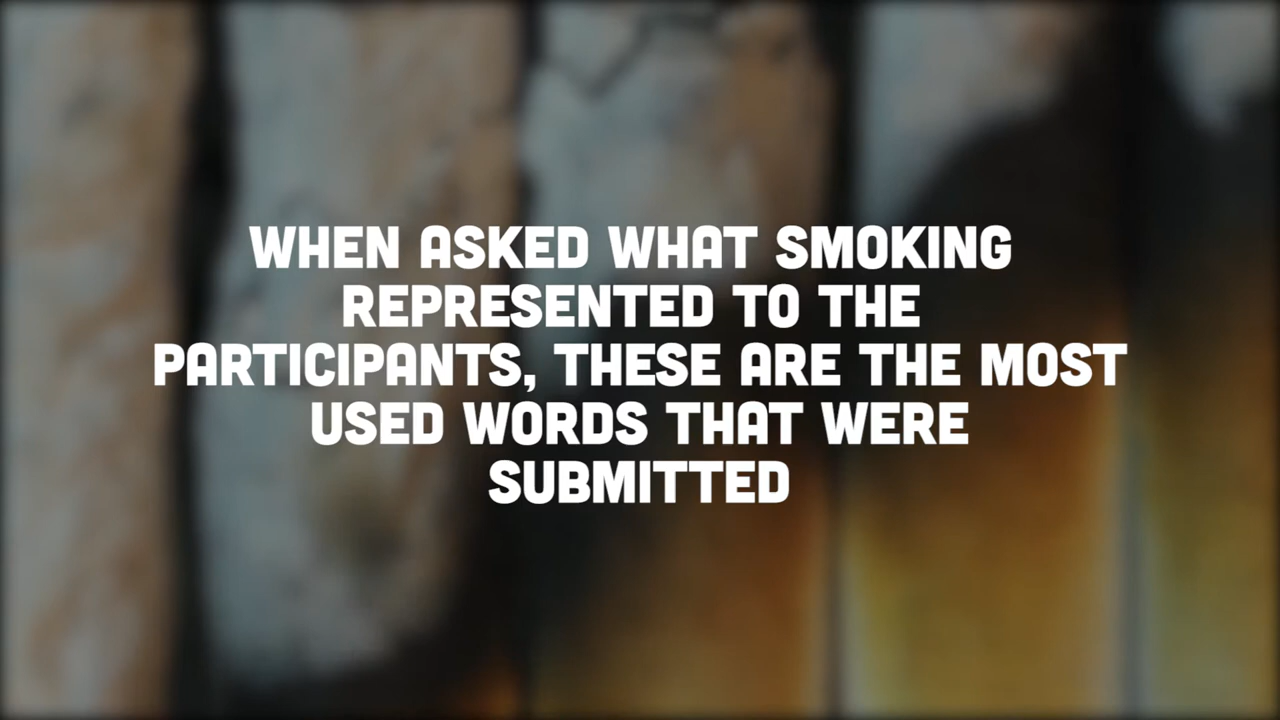 WHEN ASKED WHAT SMOKING
REPRESENTED TO THE
PARTICIPANTS, THESE ARE THE MOST
USED WORDS THAT WERE
SUBMITTED